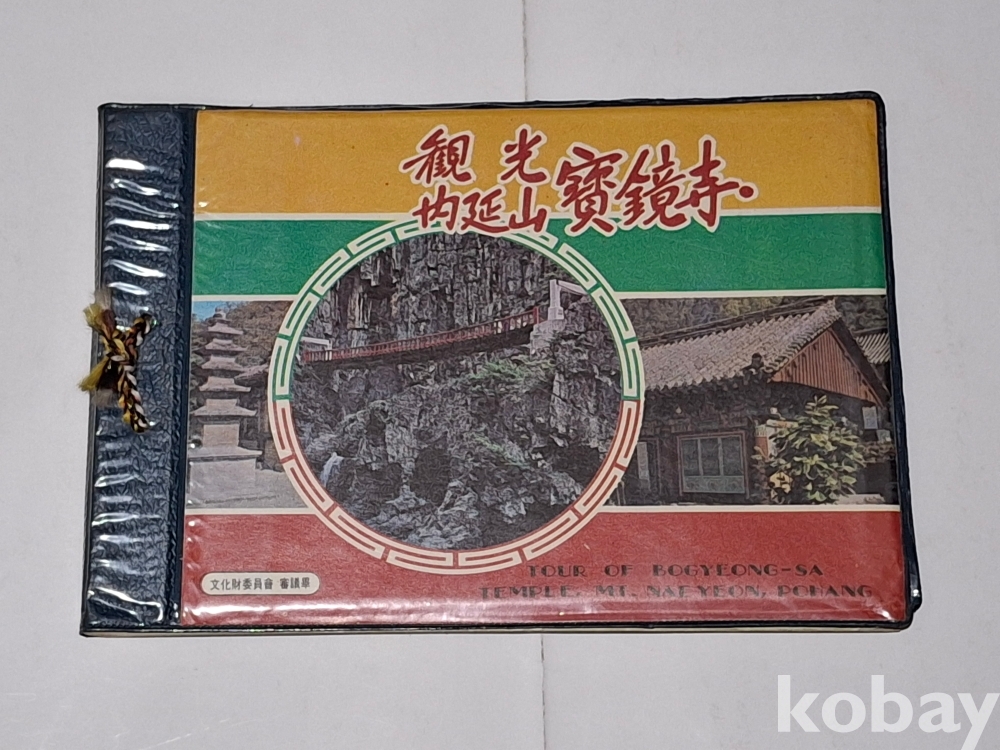 観光
内延山 寶鏡寺.
文化財委員會 審議畢
TOUR OF BOGYEONG-SA
TEMPLE, MT. NAE YEON, POHANG
kobay